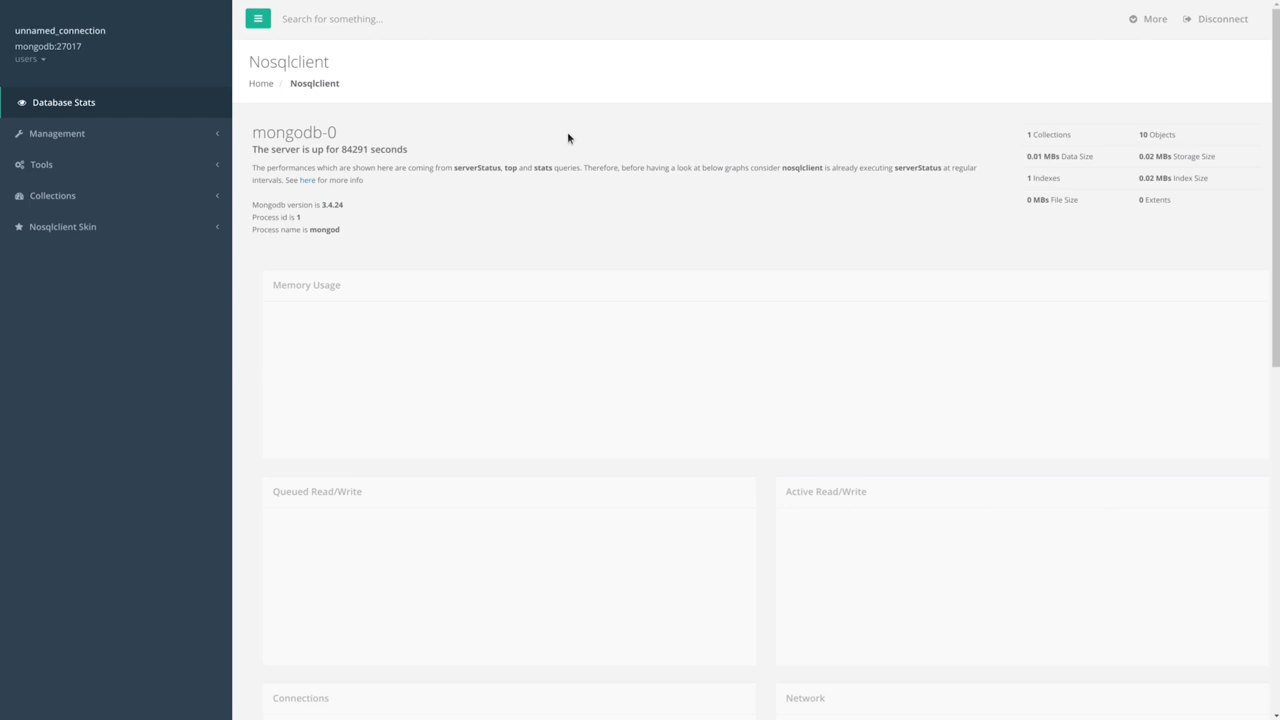 unnamed_connection
mongodb:27017
users
Database Stats
Management
Tools
Collections
Nosqlclient Skin
Search for something...
More
Disconnect
Nosqlclient
Home / Nosqlclient
mongodb-0
The server is up for 84291 seconds
The performances which are shown here are coming from serverStatus, top and stats queries. Therefore, before having a look at below graphs consider nosqlclient is already executing serverStatus at regular
intervals. See here for more info
Mongodb version is 3.4.24
Process id is 1
Process name is mongod
1 Collections 10 Objects
0.01 MBs Data Size 0.02 MBs Storage Size
1 Indexes 0.02 MBs Index Size
0 MBs File Size 0 Extents
Memory Usage
Queued Read/Write
Active Read/Write
Connections
Network